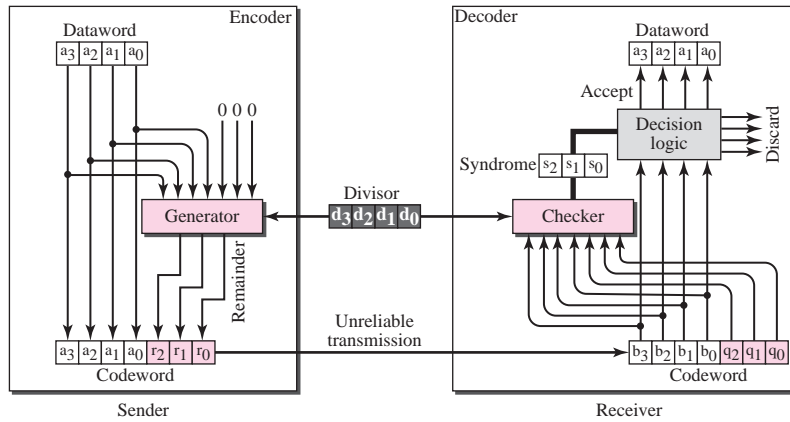 Encoder
Dataword
a3 a2 a1 a0
0 0 0
Generator
Remainder
a3 a2 a1 a0 r2 r1 r0
Codeword
Sender
Divisor
d3 d2 d1 d0
Unreliable
transmission
Decoder
Dataword
a3 a2 a1 a0
Accept
Decision
logic
Discard
Syndrome
s2 s1 s0
Checker
b3 b2 b1 b0 q2 q1 q0
Codeword
Receiver